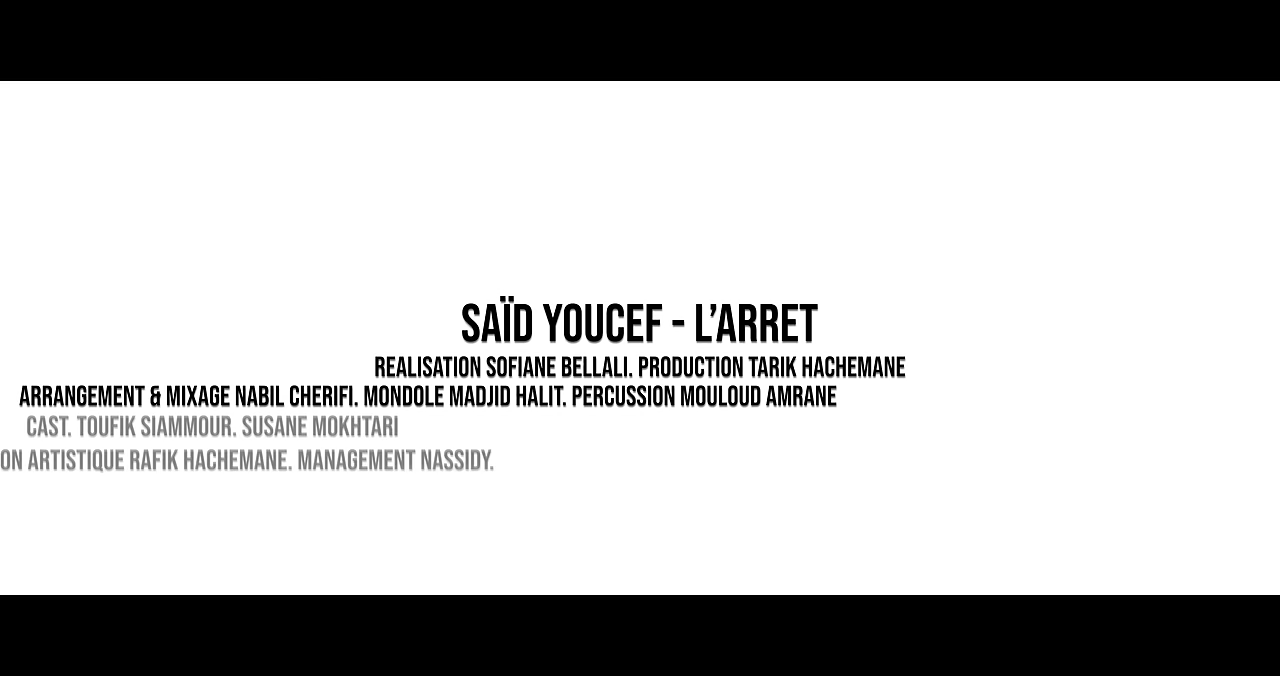 SAÏD YOUCEF - L’ARRET
REALISATION SOFIANE BELLALI. PRODUCTION TARIK HACHEMANE
ARRANGEMENT & MIXAGE NABIL CHERIFI. MONDOLE MADJID HALIT. PERCUSSION MOULOUD AMRANE
CAST. TOUFIK SIAMMOUR. SUSANE MOKHTARI
ON ARTISTIQUE RAFIK HACHEMANE. MANAGEMENT NASSIDY.